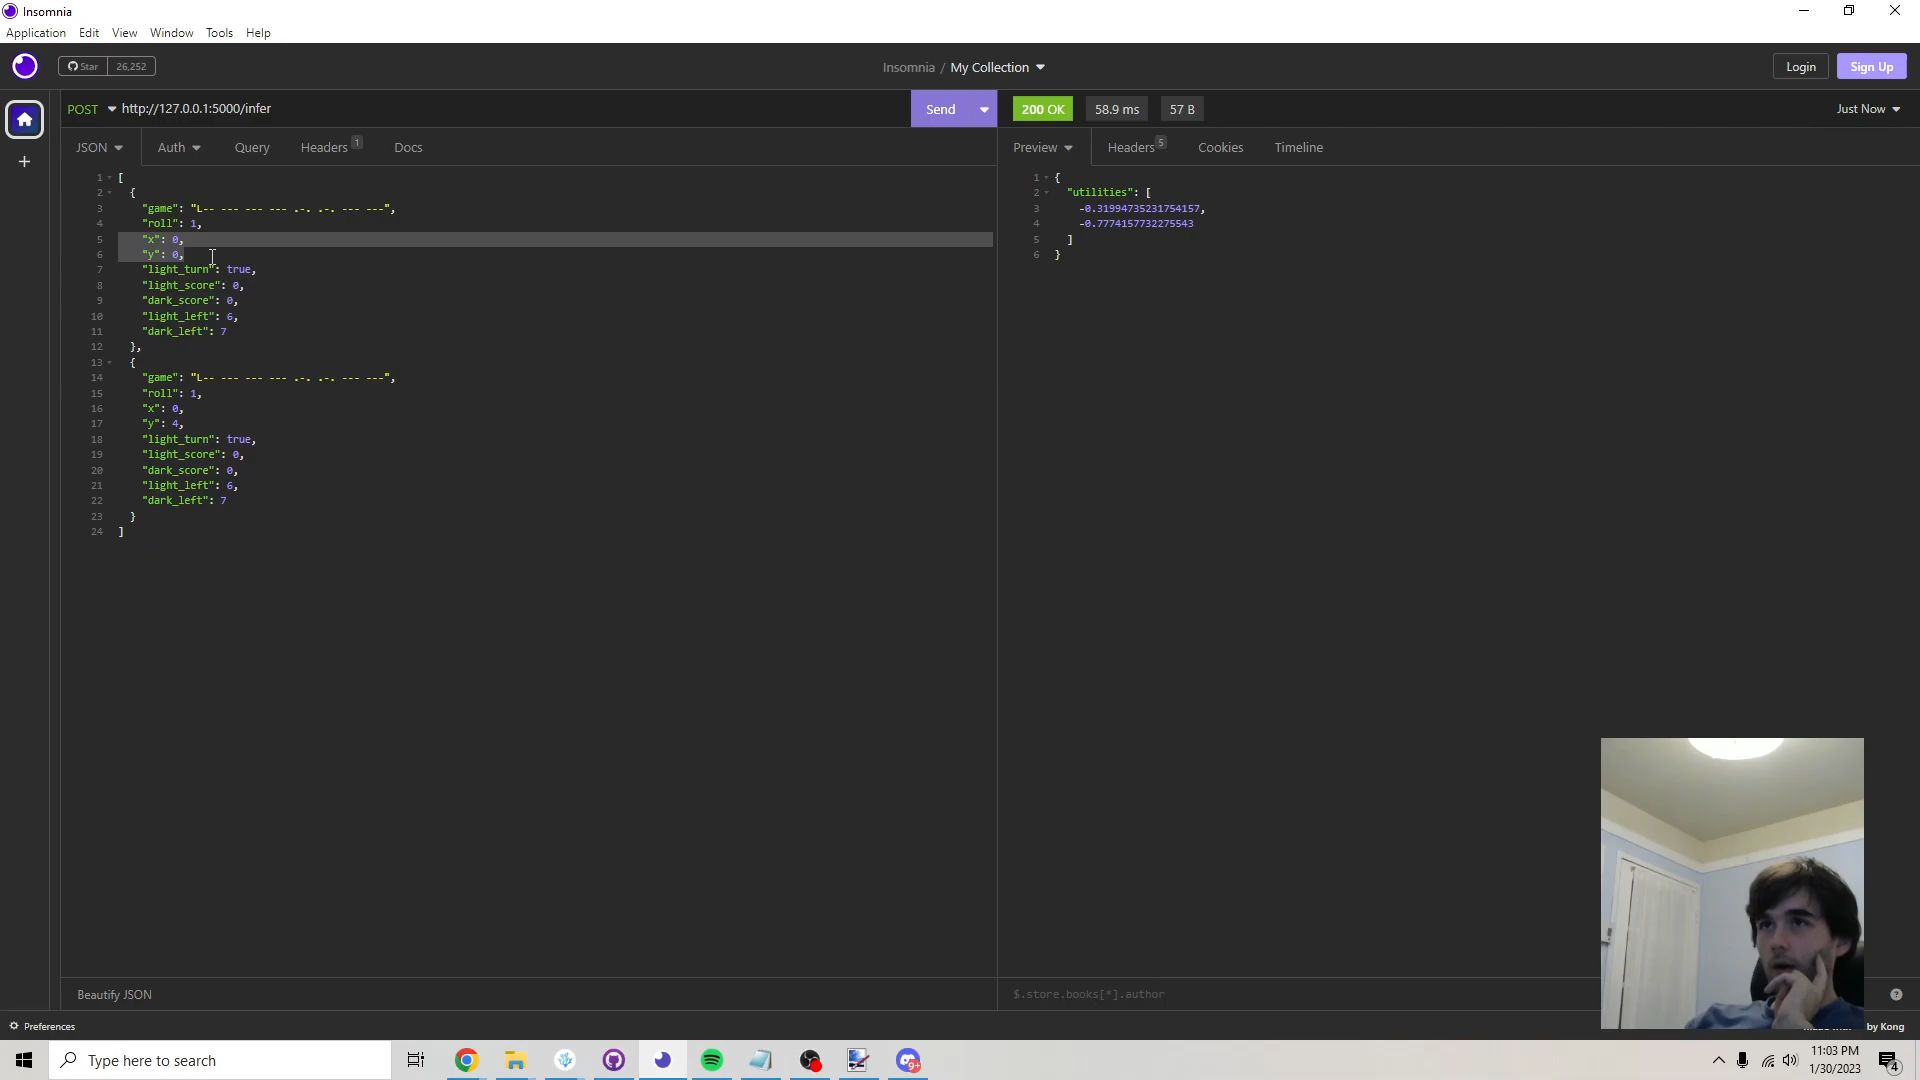 Insomnia
Application Edit View Window Tools Help
Star 26,252
Insomnia / My Collection
Login
Sign Up
POST http://127.0.0.1:5000/infer
Send
200 OK 58.9 ms 57 B
Just Now
JSON Auth Query Headers 1 Docs
Preview Headers 5 Cookies Timeline
1 [
2 {
3 "game": "L-- --- --- --- .-. .-. --- ---",
4 "roll": 1,
5 "x": 0,
6 "y": 0,
7 "light_turn": true,
8 "light_score": 0,
9 "dark_score": 0,
10 "light_left": 6,
11 "dark_left": 7
12 },
13 {
14 "game": "L-- --- --- --- .-. .-. --- ---",
15 "roll": 1,
16 "x": 0,
17 "y": 4,
18 "light_turn": true,
19 "light_score": 0,
20 "dark_score": 0,
21 "light_left": 6,
22 "dark_left": 7
23 }
24 ]
1 {
2 "utilities": [
3 -0.31994735231754157,
4 -0.7774157732275543
5 ]
6 }
Beautify JSON
$.store.books[*].author
?
Preferences
by Kong
Type here to search
9+
11:03 PM
1/30/2023
4